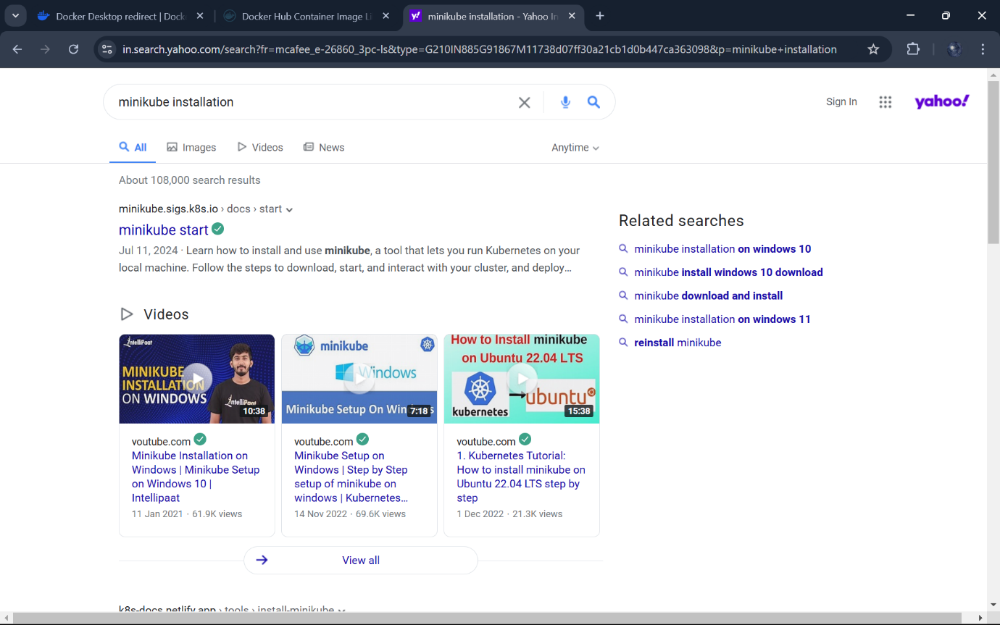 Docker Desktop redirect | Dock
Docker Hub Container Image Li
minikube installation - Yahoo In
in.search.yahoo.com/search?fr=mcafee_e-26860_3pc-ls&type=G210IN885G91867M11738d07ff30a21cb1d0b447ca363098&p=minikube+installation
minikube installation
Sign In
yahoo!
All
Images
Videos
News
Anytime
About 108,000 search results
minikube.sigs.k8s.io › docs › start
minikube start
Jul 11, 2024 · Learn how to install and use minikube, a tool that lets you run Kubernetes on your
local machine. Follow the steps to download, start, and interact with your cluster, and deploy...
Related searches
minikube installation on windows 10
minikube install windows 10 download
minikube download and install
minikube installation on windows 11
reinstall minikube
Videos
IntelliPaat
MINIKUBE
INSTALLATION
ON WINDOWS
IntelliPaat
10:38
minikube
Windows
Minikube Setup On Win s
7:18
How to Install minikube
on Ubuntu 22.04 LTS
kubernetes
ubuntu
15:38
youtube.com
Minikube Installation on
Windows | Minikube Setup
on Windows 10 |
Intellipaat
11 Jan 2021 · 61.9K views
youtube.com
Minikube Setup on
Windows | Step by Step
setup of minikube on
windows | Kubernetes...
14 Nov 2022 · 69.6K views
youtube.com
1. Kubernetes Tutorial:
How to install minikube on
Ubuntu 22.04 LTS step by
step
1 Dec 2022 · 21.3K views
View all
k8s-docs.netlify.app › tools › install-minikube